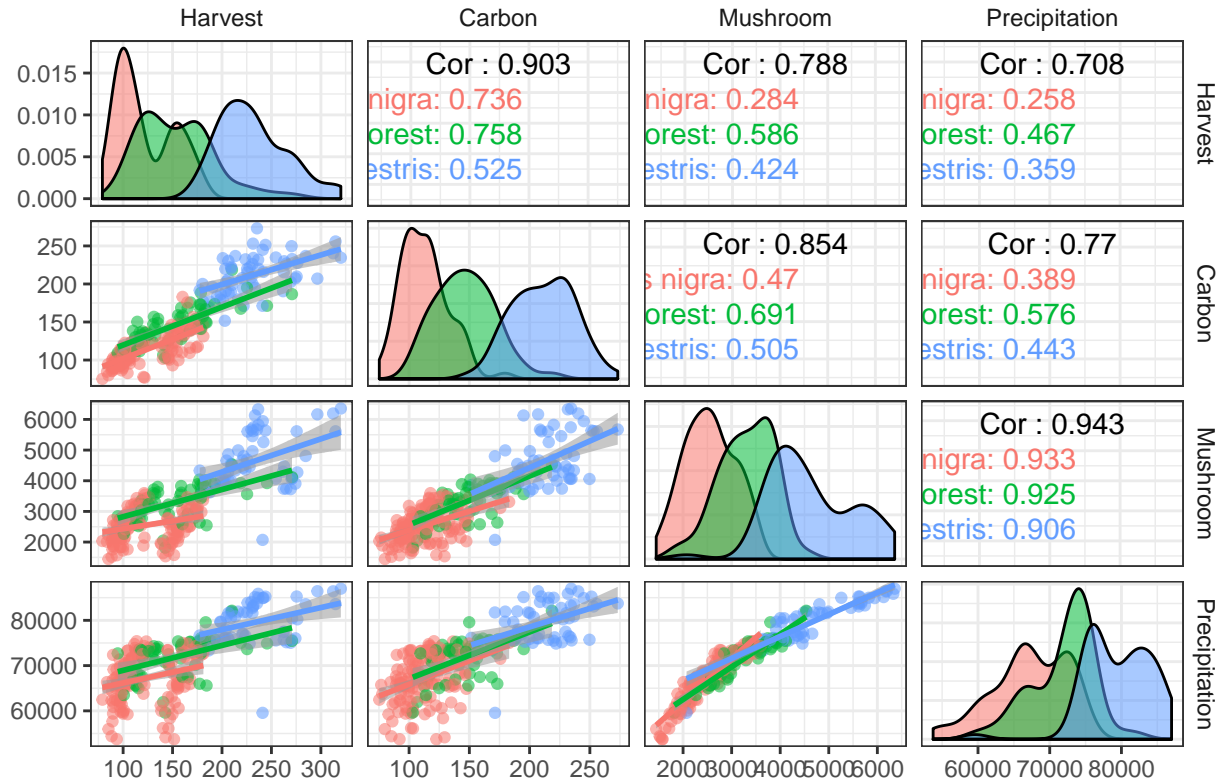 Harvest Carbon Mushroom Precipitation
0.015
0.010
0.005
0.000
Cor : 0.903
nigra: 0.736
orest: 0.758
estris: 0.525
Cor : 0.788
nigra: 0.284
orest: 0.586
estris: 0.424
Cor : 0.708
nigra: 0.258
orest: 0.467
estris: 0.359
Harvest
250
200
150
100
Cor : 0.854
s nigra: 0.47
orest: 0.691
estris: 0.505
Cor : 0.77
nigra: 0.389
orest: 0.576
estris: 0.443
Carbon
6000
5000
4000
3000
2000
Cor : 0.943
nigra: 0.933
orest: 0.925
estris: 0.906
Mushroom
80000
70000
60000
Precipitation
100 150 200 250 300
100 150 200 250
2000 3000 4000 5000 6000
60000 70000 80000